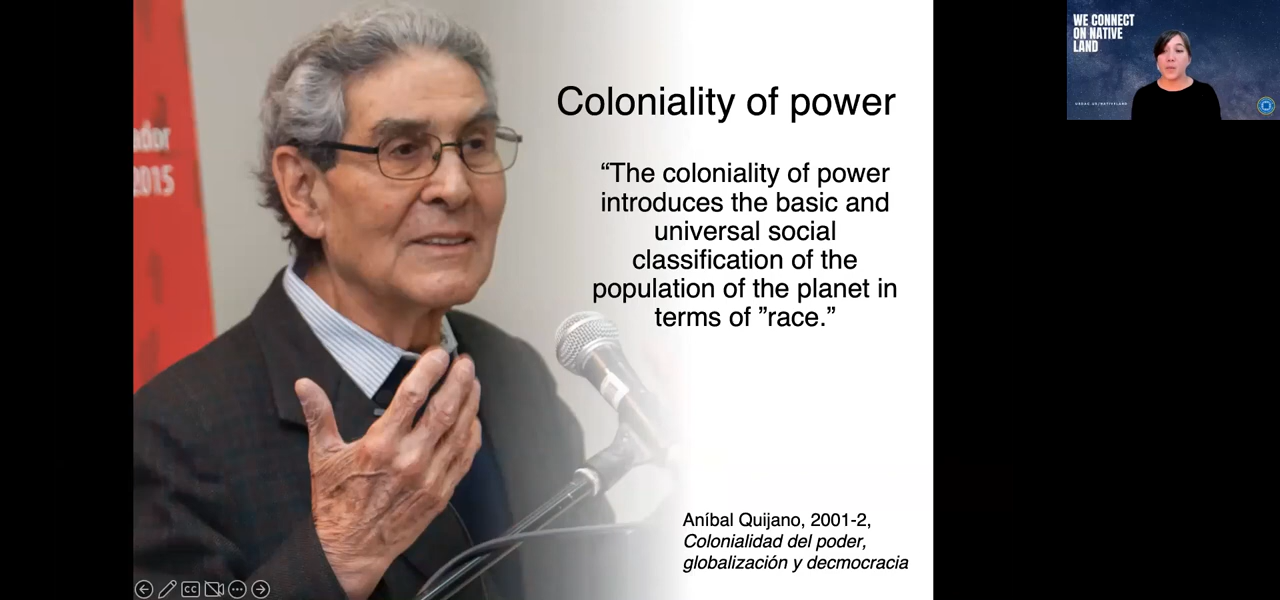 Coloniality of power
“The coloniality of power
introduces the basic and
universal social
classification of the
population of the planet in
terms of ”race.”
Aníbal Quijano, 2001-2,
Colonialidad del poder,
globalización y decmocracia
ador
2015
CC
WE CONNECT
ON NATIVE
LAND